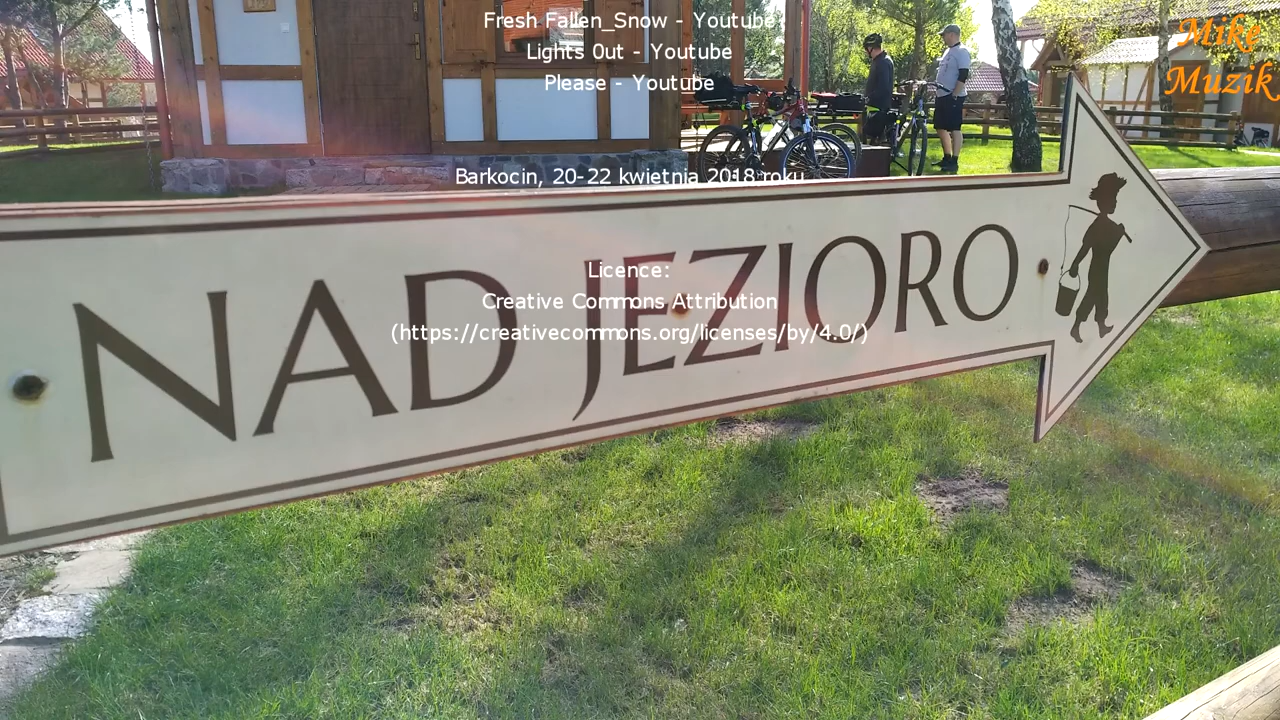 Fresh Fallen_Snow - Youtube
Lights Out - Youtube
Please - Youtube
Mike
Muzik
Barkocin, 20-22 kwietnia 2018 roku
Licence:
Creative Commons Attribution
(https://creativecommons.org/licenses/by/4.0/)
NAD JEZIORO